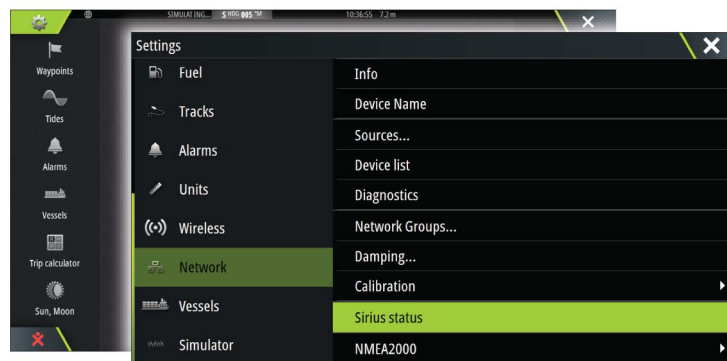 SIMULATING... S HDG 005 °M 10:36:55 7.2 m
Settings
Waypoints
Tides
Alarms
Vessels
Trip calculator
Sun, Moon
Fuel
Tracks
Alarms
Units
Wireless
Network
Vessels
Simulator
Info
Device Name
Sources...
Device list
Diagnostics
Network Groups...
Damping...
Calibration
Sirius status
NMEA2000